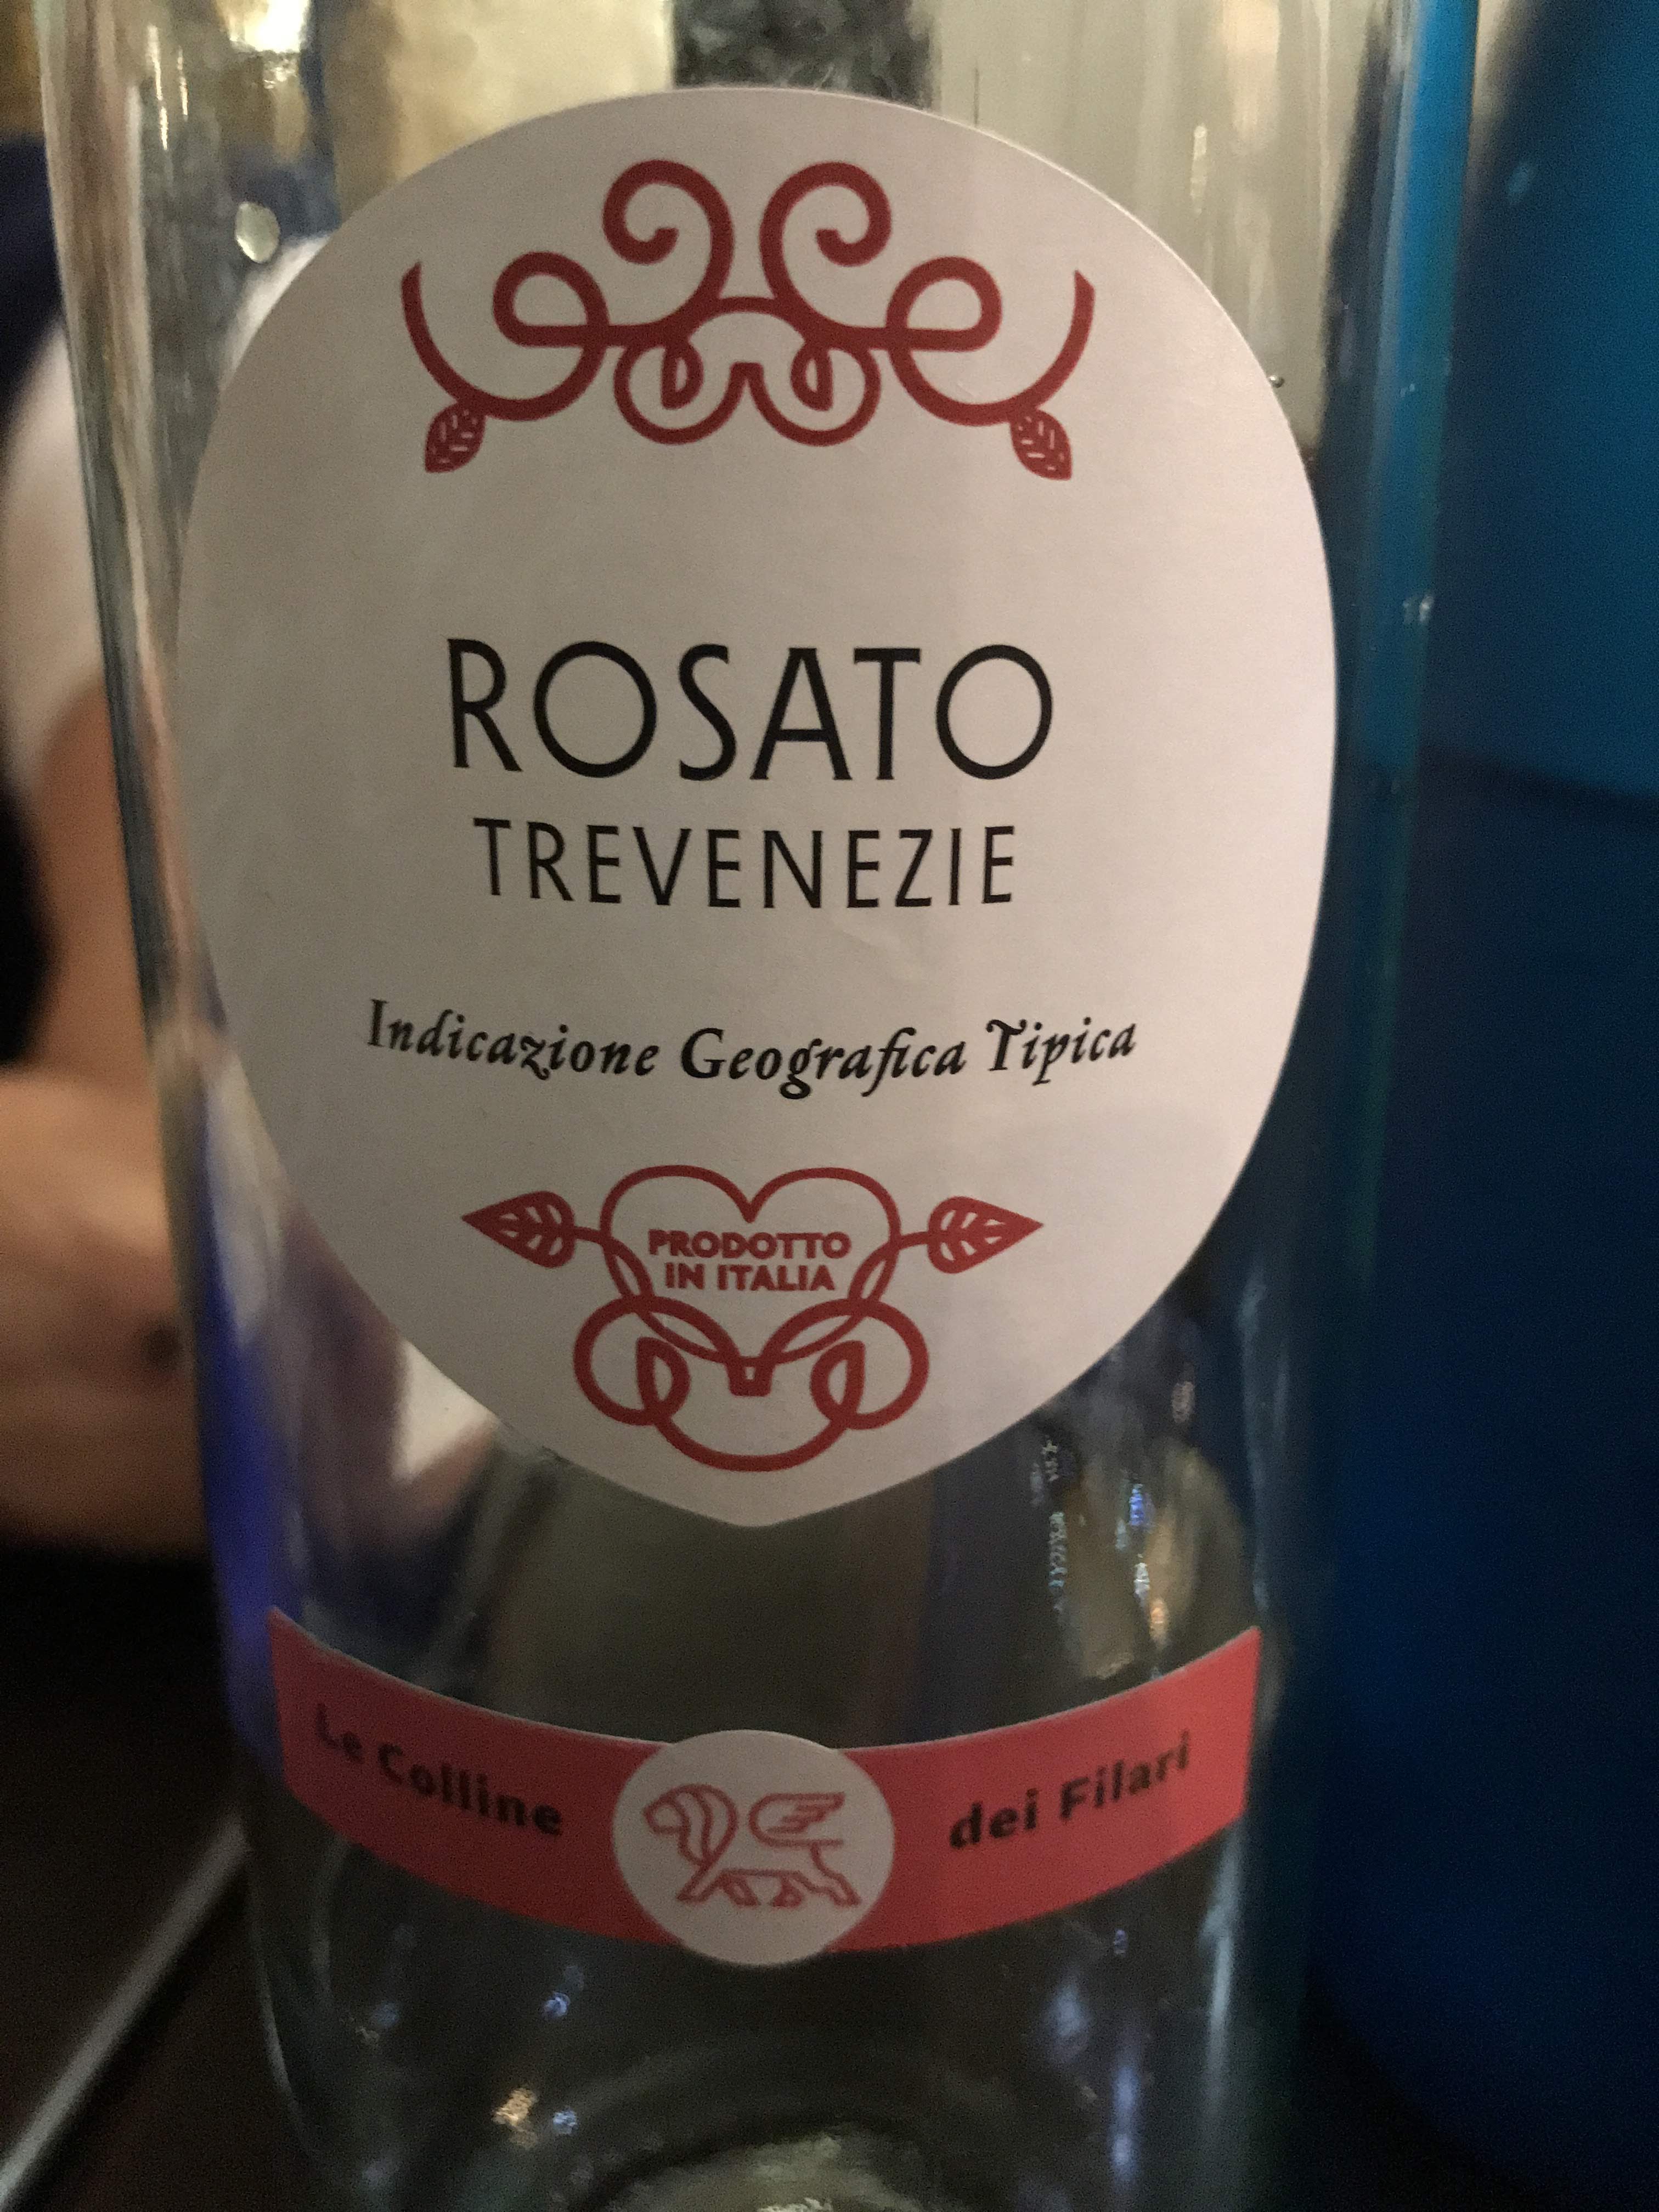 ROSATO
TREVENEZIE
Indicazione Geografica Tipica
PRODOTTO
IN ITALIA
Le Colline dei Filari